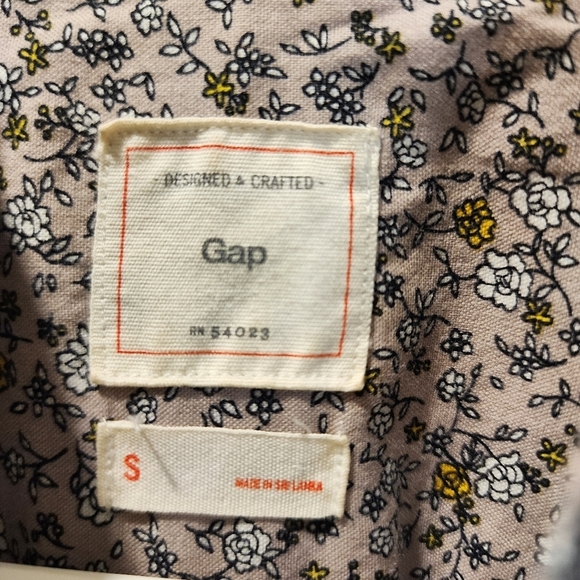 - DESIGNED & CRAFTED -
Gap
RN 54023
S
MADE IN SRI LANKA